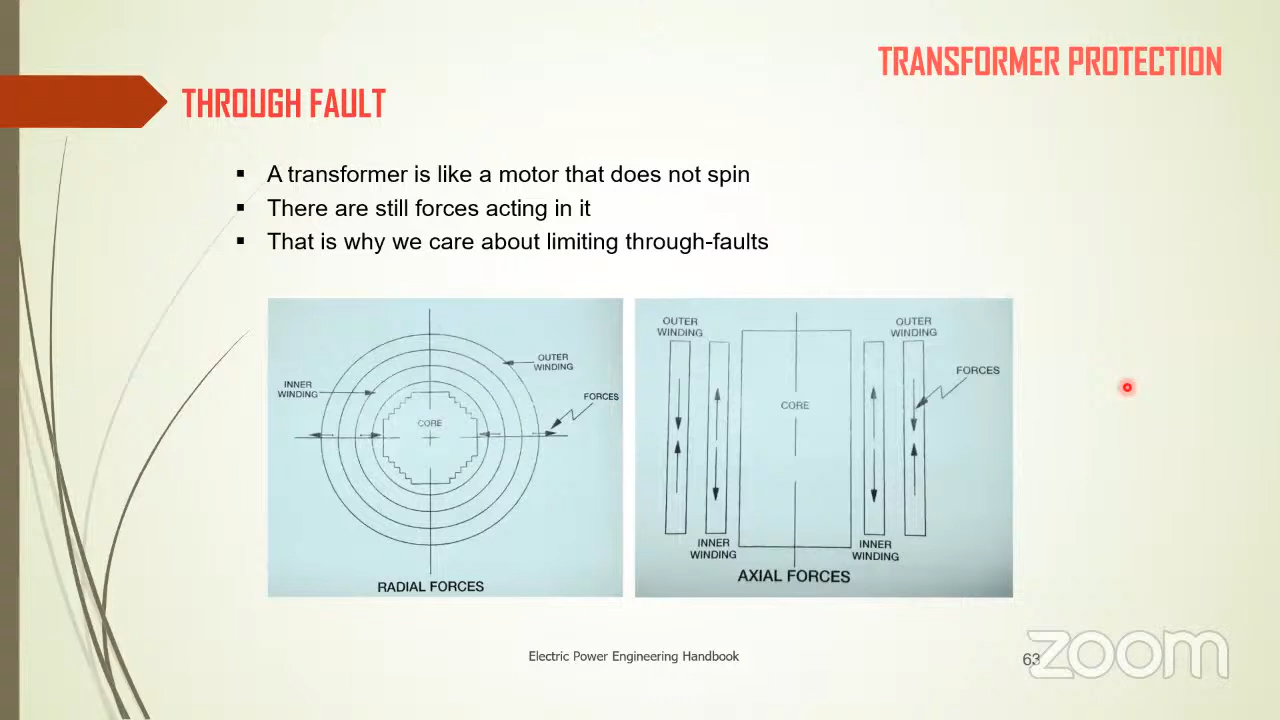 TRANSFORMER PROTECTION
THROUGH FAULT
A transformer is like a motor that does not spin
There are still forces acting in it
That is why we care about limiting through-faults
OUTER
WINDING
INNER
WINDING
FORCES
CORE
RADIAL FORCES
OUTER
WINDING
OUTER
WINDING
FORCES
CORE
INNER
WINDING
INNER
WINDING
AXIAL FORCES
Electric Power Engineering Handbook
63
zoom